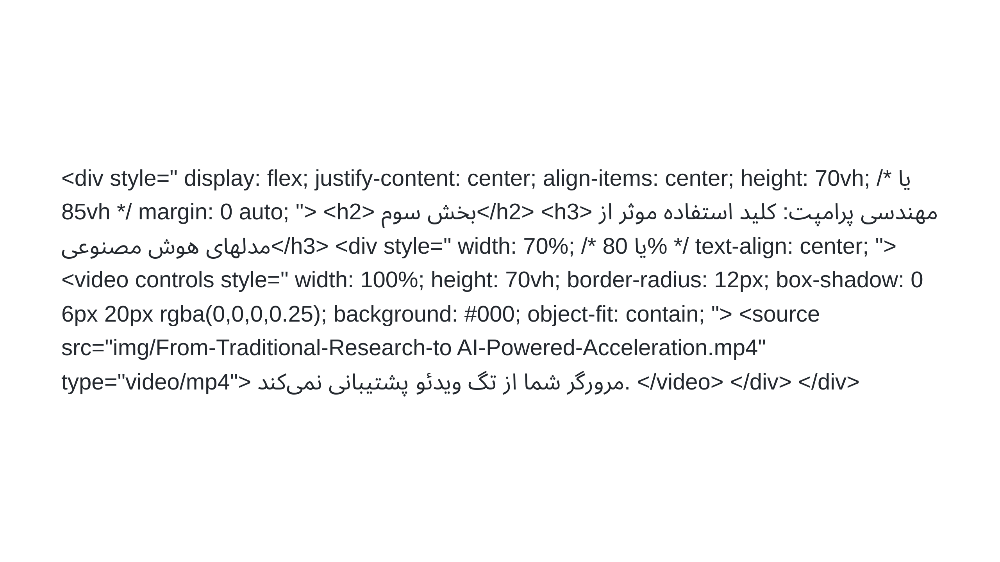 <div style=" display: flex; justify-content: center; align-items: center; height: 70vh; /* یا
85vh */ margin: 0 auto; "> <h2> بخش سوم</h2> <h3> مهندسی پرامپت: کلید استفاده موثر از
مدلهای هوش مصنوعی</h3> <div style=" width: 70%; /* یا 80% */ text-align: center; ">
<video controls style=" width: 100%; height: 70vh; border-radius: 12px; box-shadow: 0
6px 20px rgba(0,0,0,0.25); background: #000; object-fit: contain; "> <source
src="img/From-Traditional-Research-to AI-Powered-Acceleration.mp4"
type="video/mp4"> مرورگر شما از تگ ویدئو پشتیبانی نمی‌کند. </video> </div> </div>